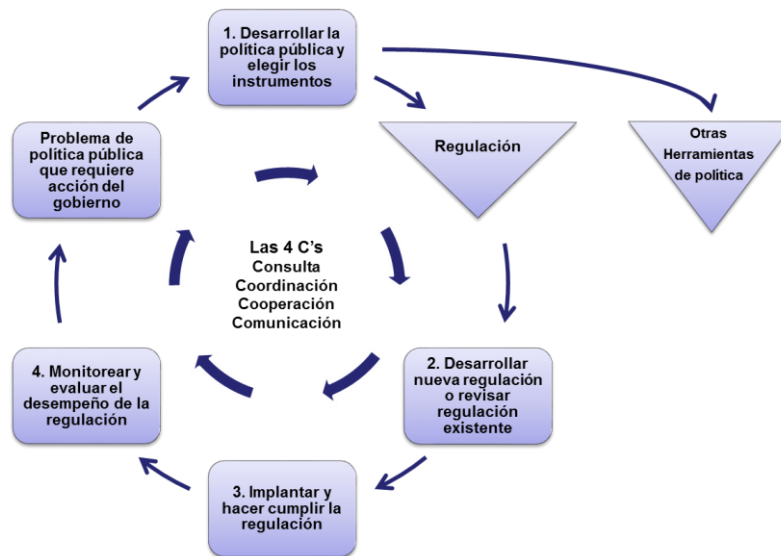 1. Desarrollar la
política pública y
elegir los
instrumentos
Problema de
política pública
que requiere
acción del
gobierno
Regulación
Otras
Herramientas
de política
Las 4 C’s
Consulta
Coordinación
Cooperación
Comunicación
4. Monitorear y
evaluar el
desempeño de la
regulación
2. Desarrollar
nueva regulación
o revisar
regulación
existente
3. Implantar y
hacer cumplir la
regulación